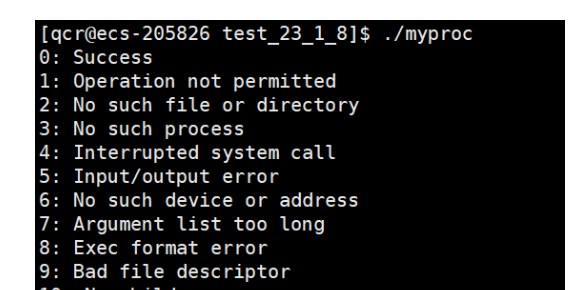 [qcr@ecs-205826 test_23_1_8]$ ./myproc
0: Success
1: Operation not permitted
2: No such file or directory
3: No such process
4: Interrupted system call
5: Input/output error
6: No such device or address
7: Argument list too long
8: Exec format error
9: Bad file descriptor